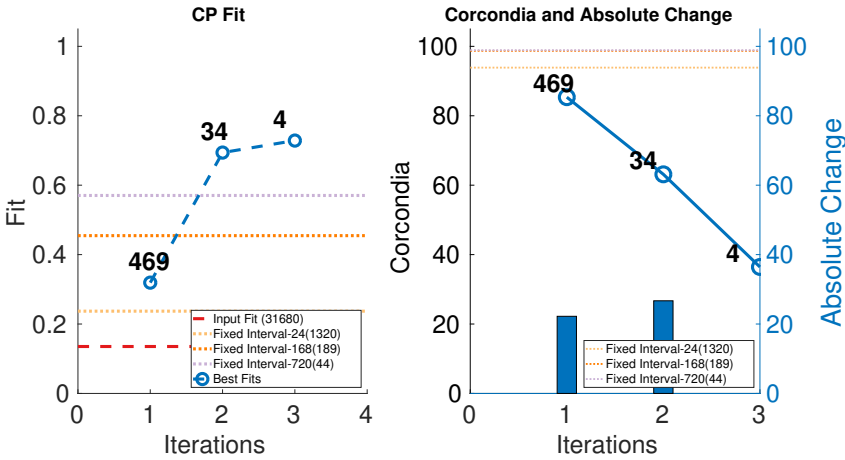 CP Fit
1
0.8
0.6
0.4
0.2
0
Fit
469
34
4
Input Fit (31680)
Fixed Interval-24(1320)
Fixed Interval-168(189)
Fixed Interval-720(44)
Best Fits
0 1 2 3 4
Iterations
Corcondia and Absolute Change
100
80
60
40
20
0
Corcondia
469
34
4
Fixed Interval-24(1320)
Fixed Interval-168(189)
Fixed Interval-720(44)
0 1 2 3
Iterations
100
80
60
40
20
0
Absolute Change